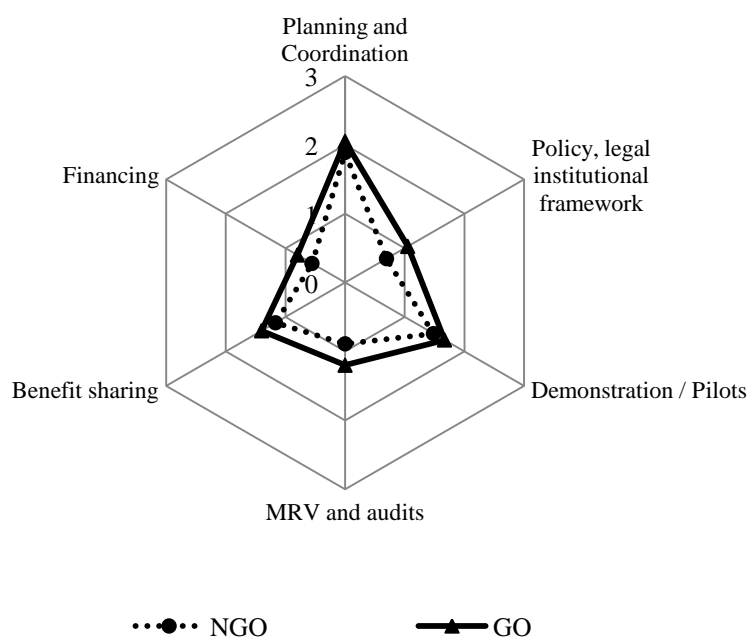 Planning and
Coordination
3
2
1
0
Policy, legal
institutional
framework
Financing
Benefit sharing
Demonstration / Pilots
MRV and audits
NGO
GO